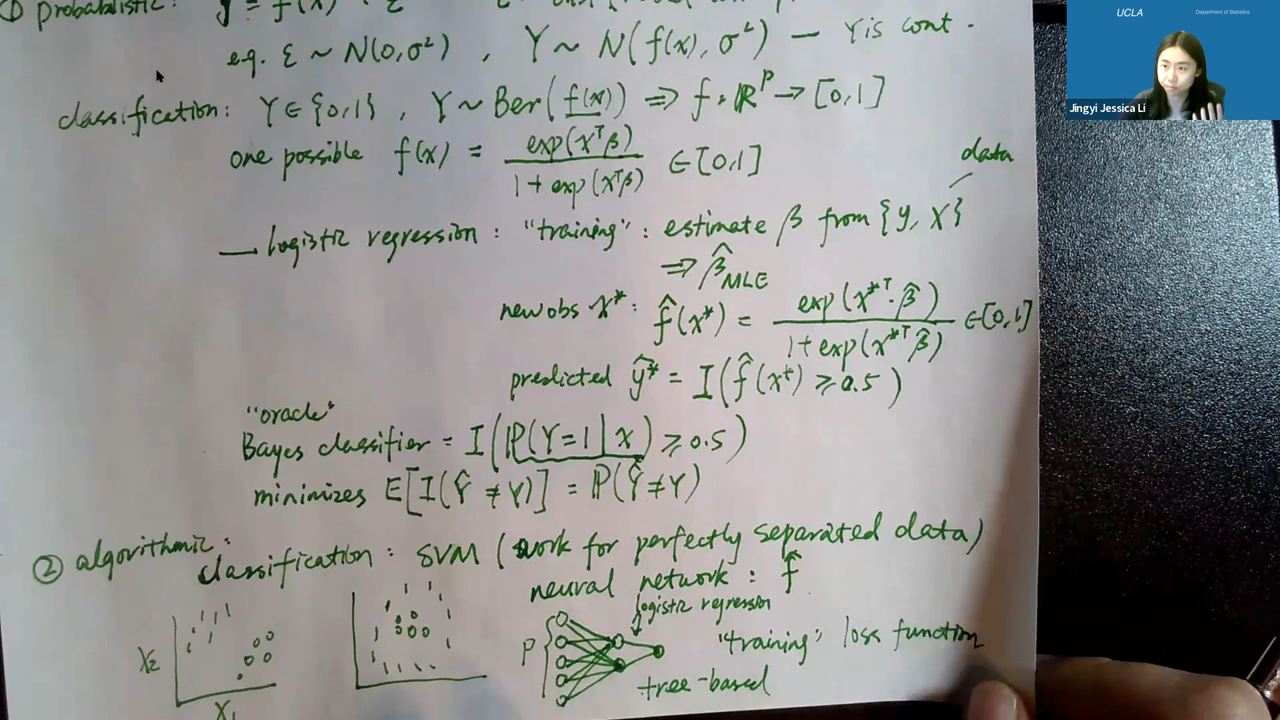 ① probabilistic: y = f(x) + ε
e.g. ε ~ N(0,σ²) , Y ~ N(f(x), σ²) — Y is cont.
classification: Y ∈ {0,1} , Y ~ Ber(f(x)) ⇒ f: ℝᵖ → [0,1]
one possible f(x) = exp(xᵀβ) / 1 + exp(xᵀβ) ∈ [0,1]
data
— logistic regression : "training" : estimate β from {y, X}
⇒ β̂ MLE
new obs x* : f̂(x*) = exp(x*ᵀ·β̂) / 1 + exp(x*ᵀβ̂) ∈ [0,1]
predicted ŷ* = I(f̂(x*) ≥ 0.5)
"oracle"
Bayes classifier = I(ℙ(Y=1|x) ≥ 0.5)
minimizes E[I(Ŷ ≠ Y)] = ℙ(Ŷ ≠ Y)
② algorithmic:
classification : SVM (work for perfectly separated data)
neural network : f̂
logistic regression
"training" loss function
P
tree-based
X₂
X₁
UCLA
Department of Statistics
Jingyi Jessica Li